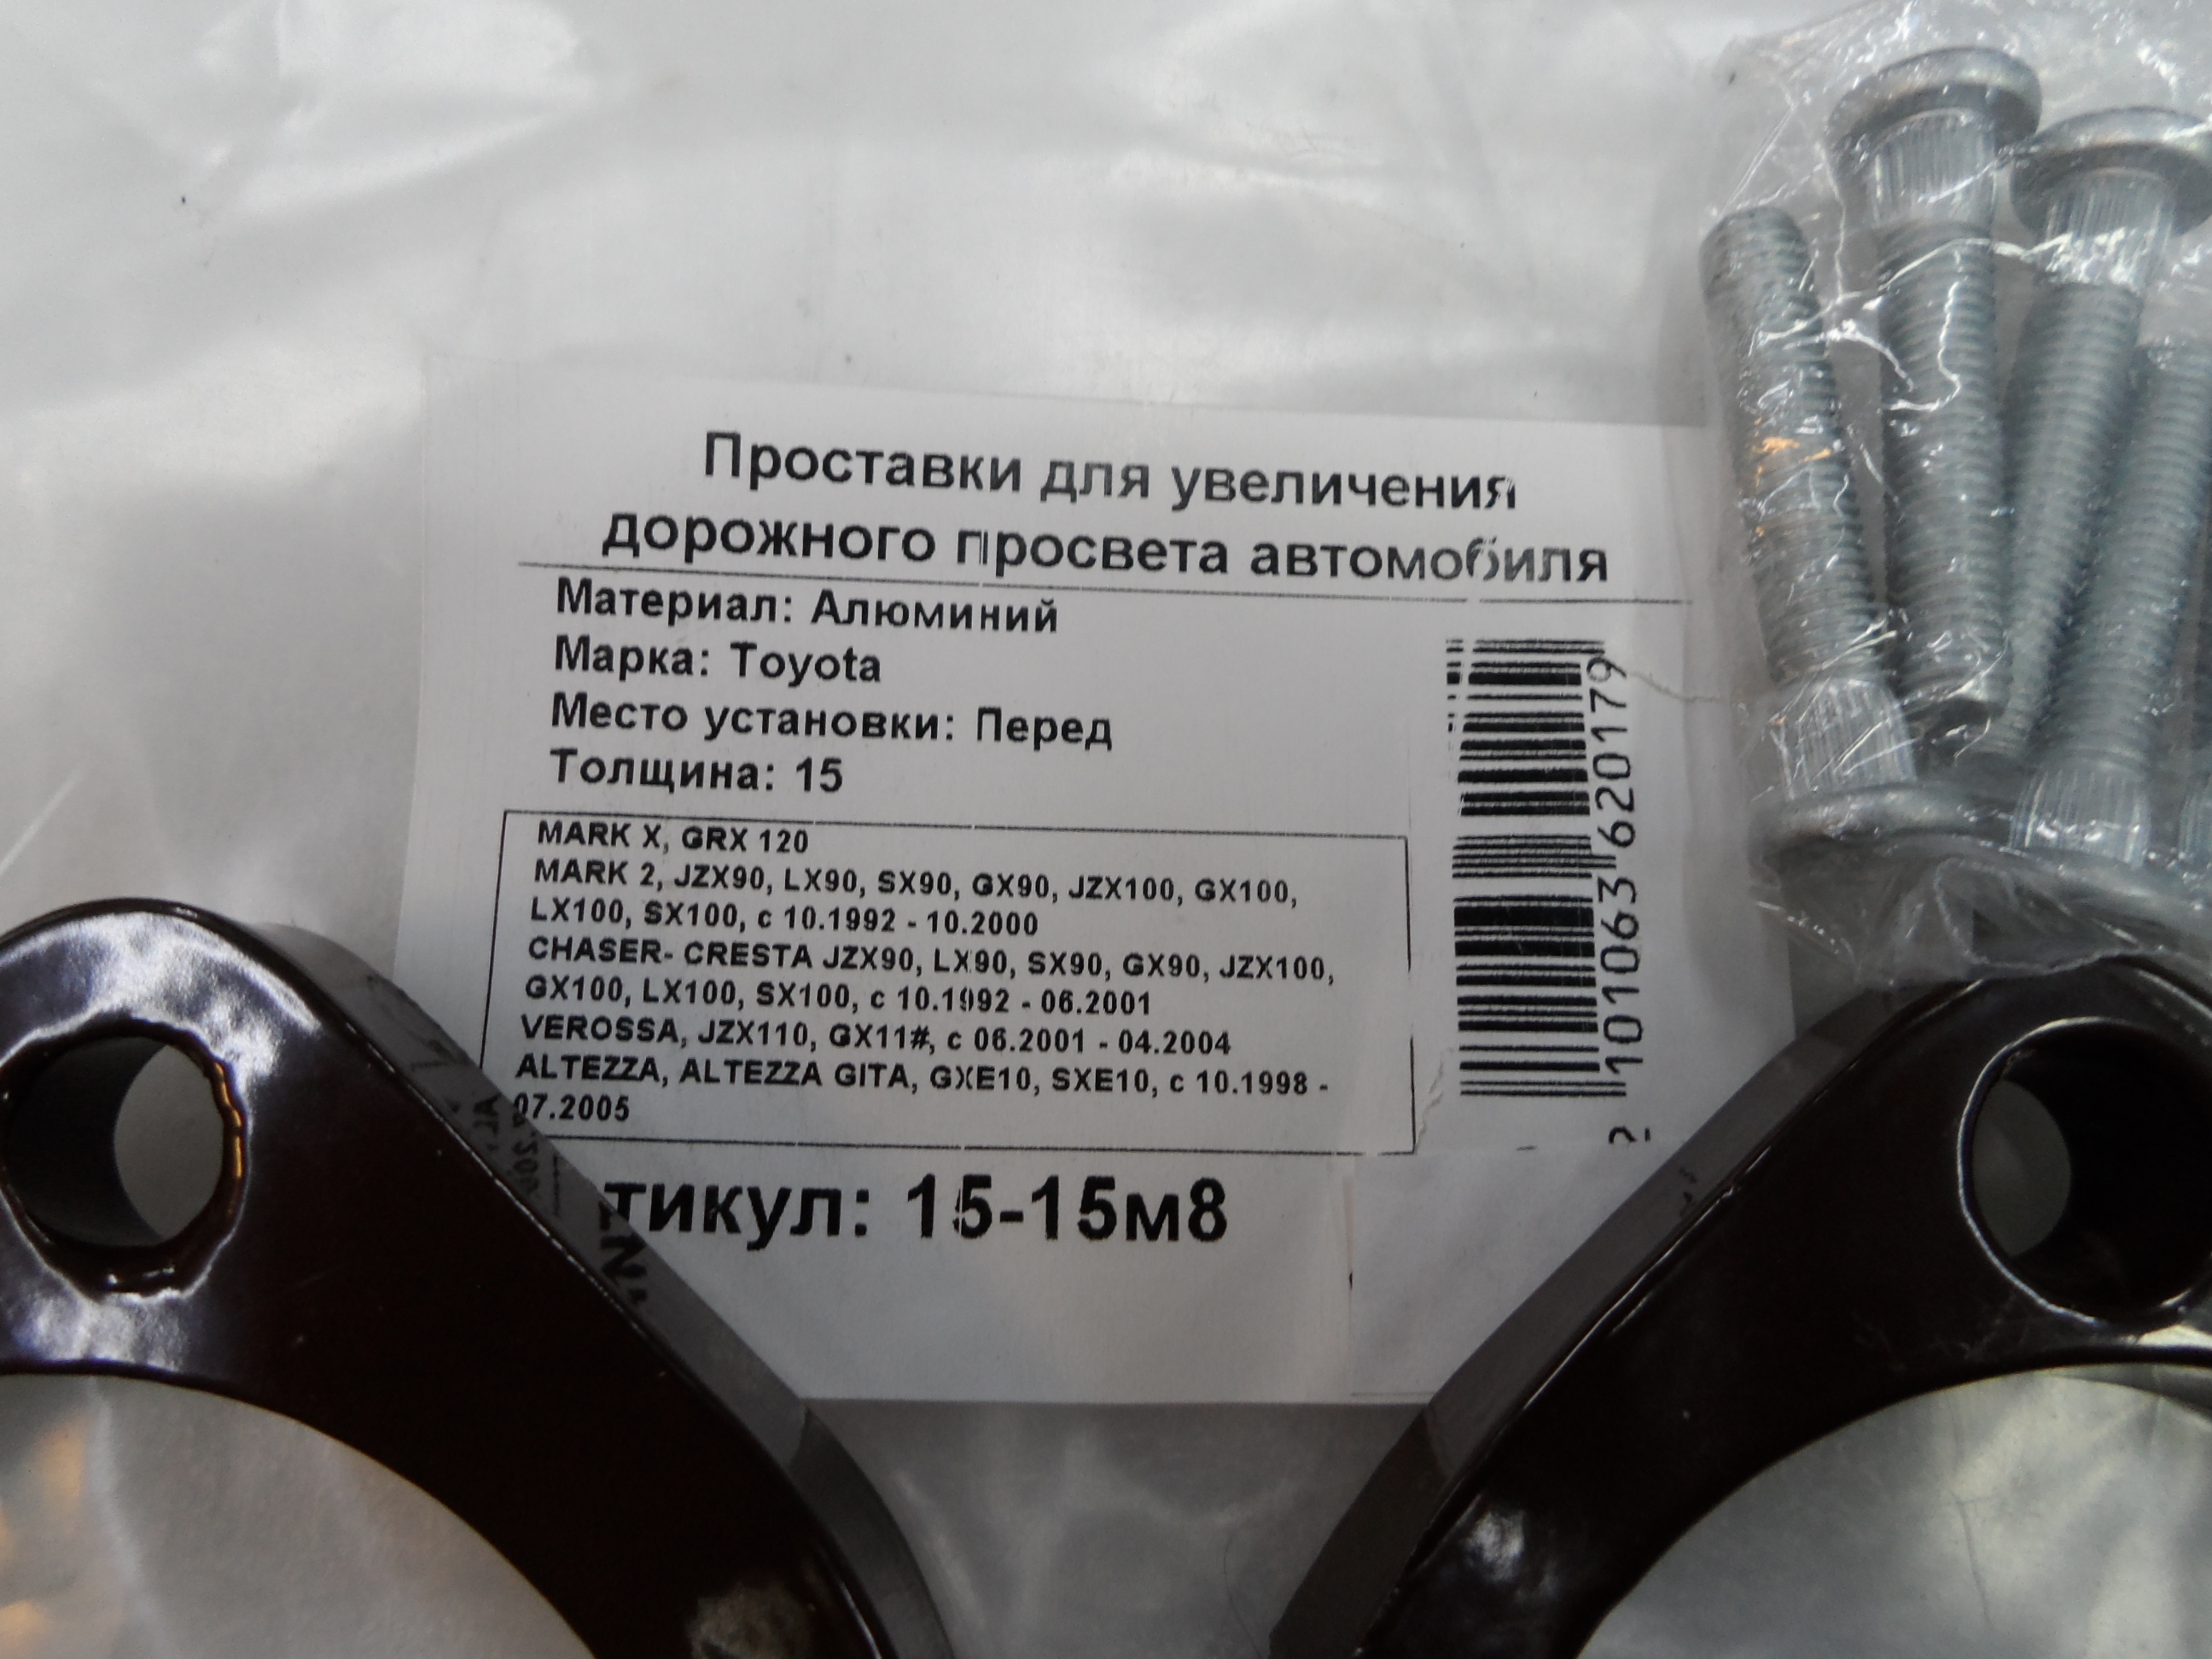 Проставки для увеличения
дорожного просвета автомобиля
Материал: Алюминий
Марка: Toyota
Место установки: Перед
Толщина: 15
MARK X, GRX 120
MARK 2, JZX90, LX90, SX90, GX90, JZX100, GX100,
LX100, SX100, с 10.1992 - 10.2000
CHASER- CRESTA JZX90, LX90, SX90, GX90, JZX100,
GX100, LX100, SX100, с 10.1992 - 06.2001
VEROSSA, JZX110, GX11#, с 06.2001 - 04.2004
ALTEZZA, ALTEZZA GITA, GXE10, SXE10, с 10.1998 -
07.2005
тикул: 15-15м8
2 101063 620179